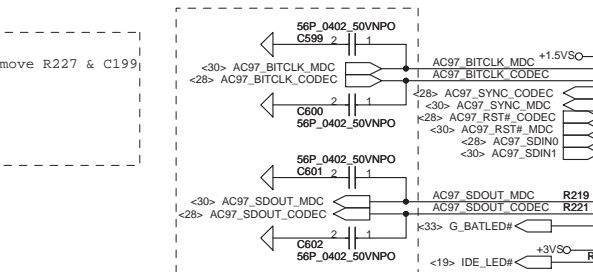 56P_0402_50VNPO
C599 2 1
move R227 & C199
<30> AC97_BITCLK_MDC
<28> AC97_BITCLK_CODEC
AC97_BITCLK_MDC +1.5VS
AC97_BITCLK_CODEC
<28> AC97_SYNC_CODEC
<30> AC97_SYNC_MDC
<28> AC97_RST#_CODEC
<30> AC97_RST#_MDC
<28> AC97_SDIN0
<30> AC97_SDIN1
C600 2 1
56P_0402_50VNPO
56P_0402_50VNPO
C601 2 1
<30> AC97_SDOUT_MDC
<28> AC97_SDOUT_CODEC
AC97_SDOUT_MDC R219
AC97_SDOUT_CODEC R221
<33> G_BATLED#
C602 2 1
56P_0402_50VNPO
+3VS
<19> IDE_LED#